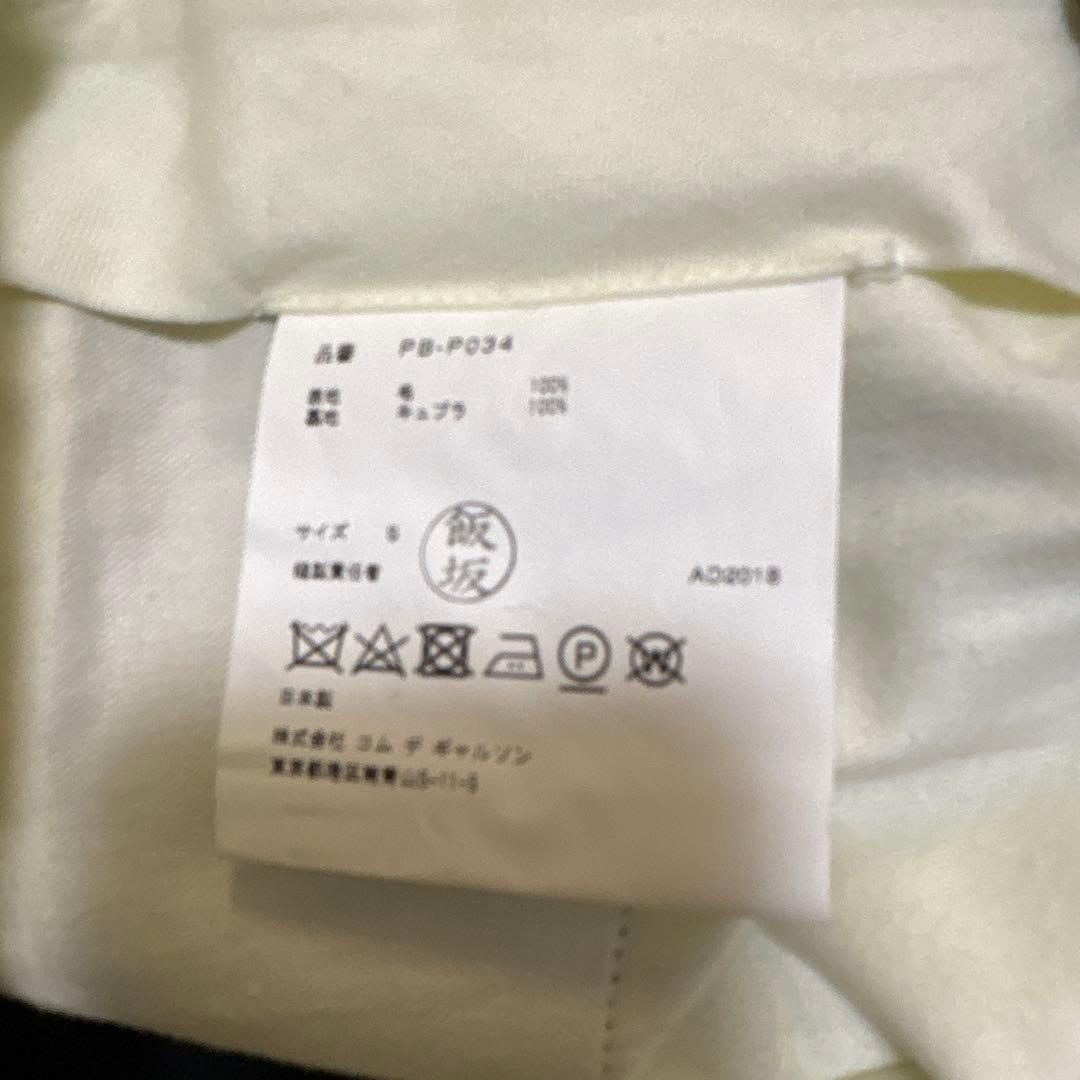 品番 PB-P034
表地 毛 100%
裏地 キュプラ 100%
サイズ S
飯坂
縫製責任者
AD2018
P
W
日本製
株式会社 コム デ ギャルソン
東京都港区南青山5-11-5